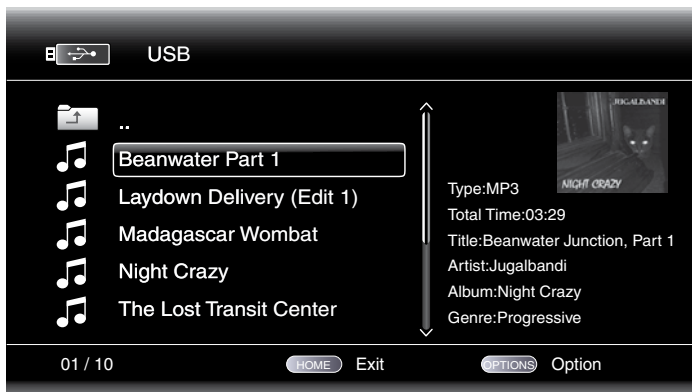 USB
..
Beanwater Part 1
Laydown Delivery (Edit 1)
Madagascar Wombat
Night Crazy
The Lost Transit Center
JUGALBANDI
NIGHT CRAZY
Type:MP3
Total Time:03:29
Title:Beanwater Junction, Part 1
Artist:Jugalbandi
Album:Night Crazy
Genre:Progressive
01 / 10
HOME Exit
OPTIONS Option